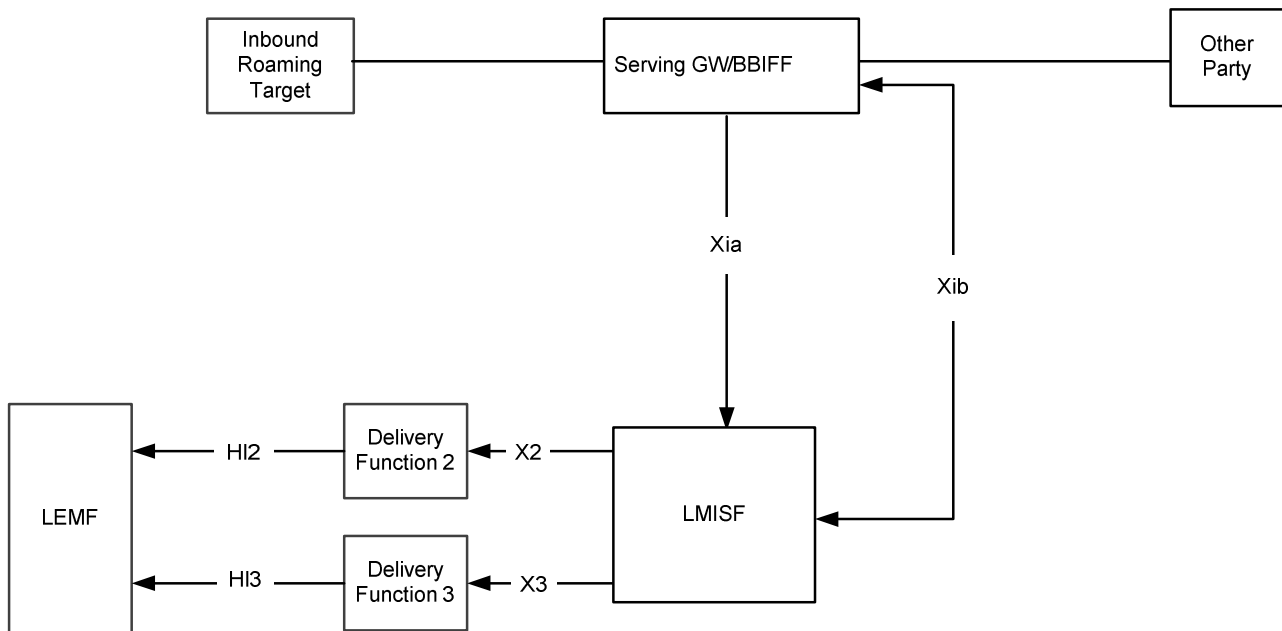 Inbound
Roaming
Target
Serving GW/BBIFF
Other
Party
Xia
Xib
LEMF
HI2
Delivery
Function 2
X2
LMISF
HI3
Delivery
Function 3
X3